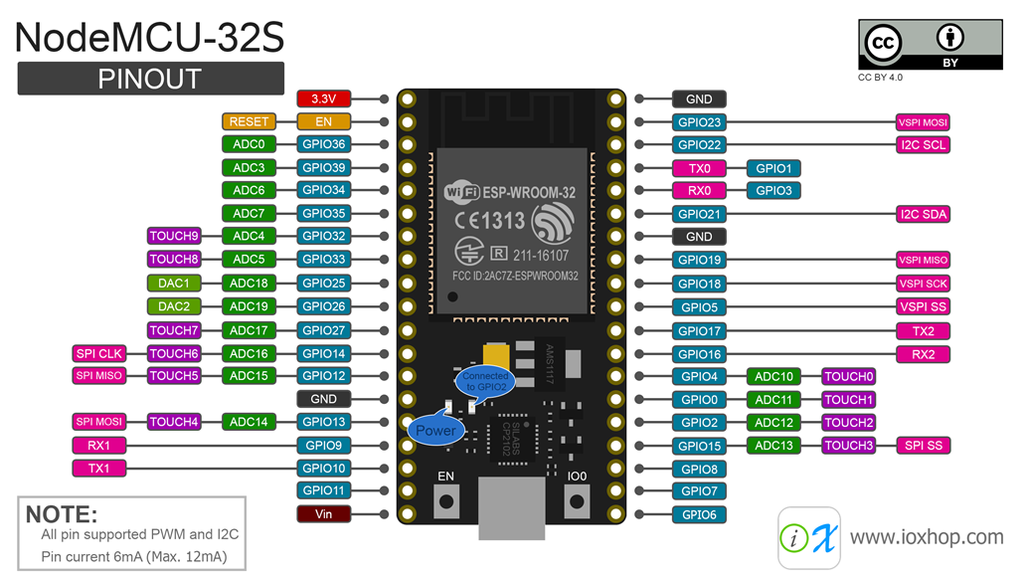 NodeMCU-32S
PINOUT
CC
BY
CC BY 4.0
3.3V
RESET EN
ADC0 GPIO36
ADC3 GPIO39
ADC6 GPIO34
ADC7 GPIO35
TOUCH9 ADC4 GPIO32
TOUCH8 ADC5 GPIO33
DAC1 ADC18 GPIO25
DAC2 ADC19 GPIO26
TOUCH7 ADC17 GPIO27
SPI CLK TOUCH6 ADC16 GPIO14
SPI MISO TOUCH5 ADC15 GPIO12
GND
SPI MOSI TOUCH4 ADC14 GPIO13
RX1 GPIO9
TX1 GPIO10
GPIO11
Vin
WiFi ESP-WROOM-32
CE1313
R 211-16107
FCC ID:2AC7Z-ESPWROOM32
AMS1117
Connected
to GPIO2
Power
SILABS
CP2102
EN
IO0
GND
GPIO23 VSPI MOSI
GPIO22 I2C SCL
TX0 GPIO1
RX0 GPIO3
GPIO21 I2C SDA
GND
GPIO19 VSPI MISO
GPIO18 VSPI SCK
GPIO5 VSPI SS
GPIO17 TX2
GPIO16 RX2
GPIO4 ADC10 TOUCH0
GPIO0 ADC11 TOUCH1
GPIO2 ADC12 TOUCH2
GPIO15 ADC13 TOUCH3 SPI SS
GPIO8
GPIO7
GPIO6
NOTE:
All pin supported PWM and I2C
Pin current 6mA (Max. 12mA)
iX
www.ioxhop.com